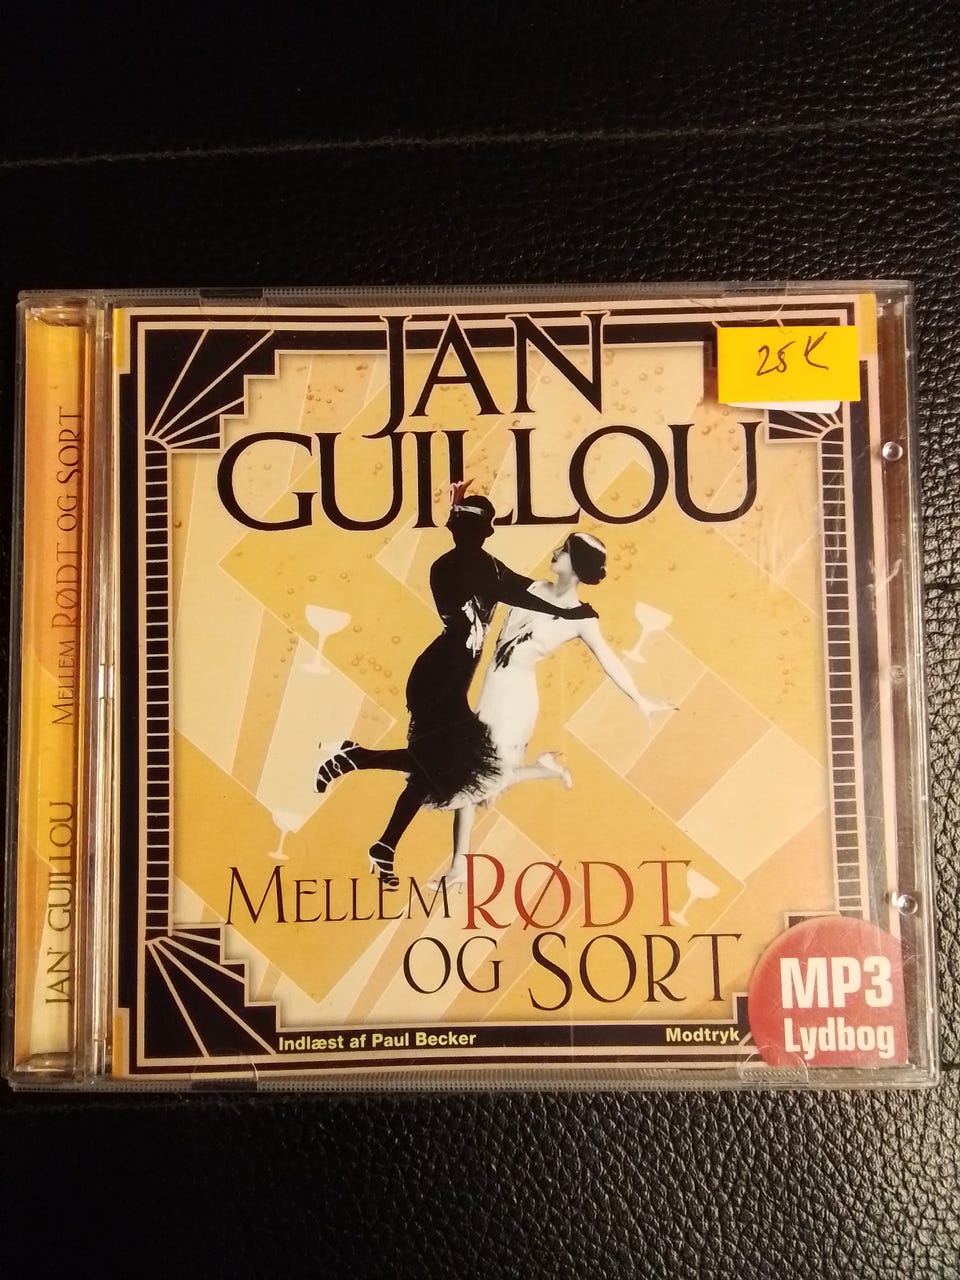 JAN
GUILLOU
25 K
MELLEM RØDT
OG SORT
Indlæst af Paul Becker
Modtryk
MP3
Lydbog
JAN GUILLOU MELLEM RØDT OG SORT